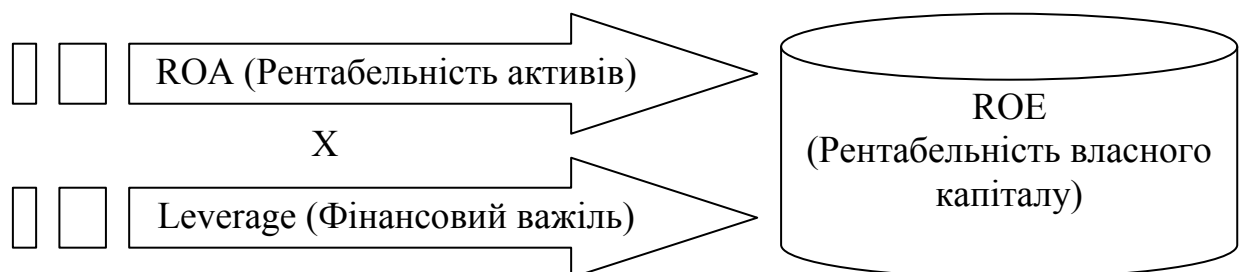 ROA (Рентабельність активів)
X
Leverage (Фінансовий важіль)
ROE
(Рентабельність власного
капіталу)